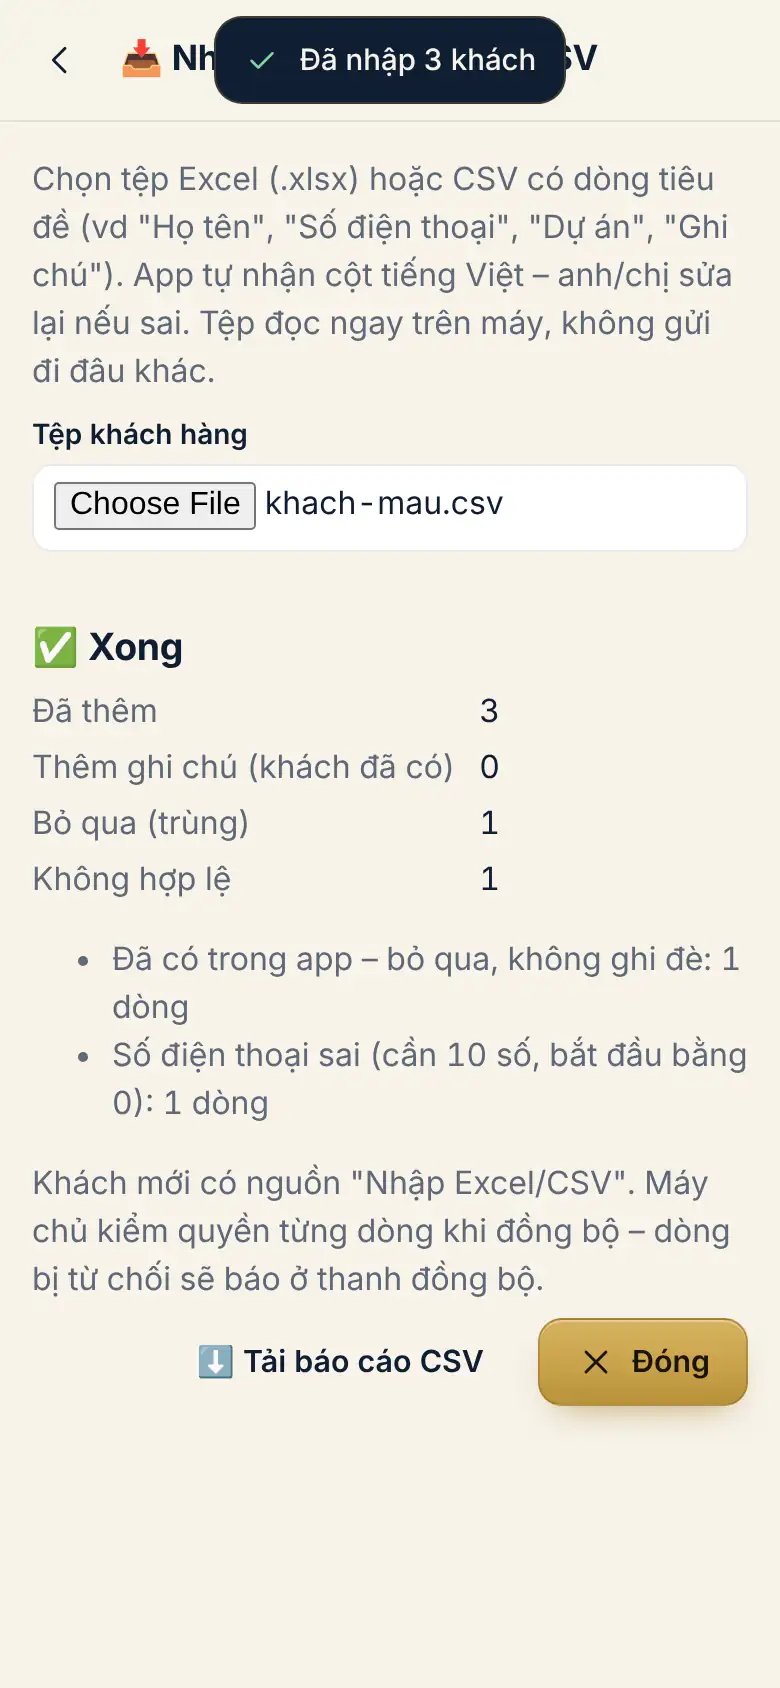 Đã nhập 3 khách
Chọn tệp Excel (.xlsx) hoặc CSV có dòng tiêu
đề (vd "Họ tên", "Số điện thoại", "Dự án", "Ghi
chú"). App tự nhận cột tiếng Việt – anh/chị sửa
lại nếu sai. Tệp đọc ngay trên máy, không gửi
đi đâu khác.
Tệp khách hàng
Choose File khach-mau.csv
Xong
Đã thêm 3
Thêm ghi chú (khách đã có) 0
Bỏ qua (trùng) 1
Không hợp lệ 1
• Đã có trong app – bỏ qua, không ghi đè: 1
dòng
• Số điện thoại sai (cần 10 số, bắt đầu bằng
0): 1 dòng
Khách mới có nguồn "Nhập Excel/CSV". Máy
chủ kiểm quyền từng dòng khi đồng bộ – dòng
bị từ chối sẽ báo ở thanh đồng bộ.
Tải báo cáo CSV Đóng